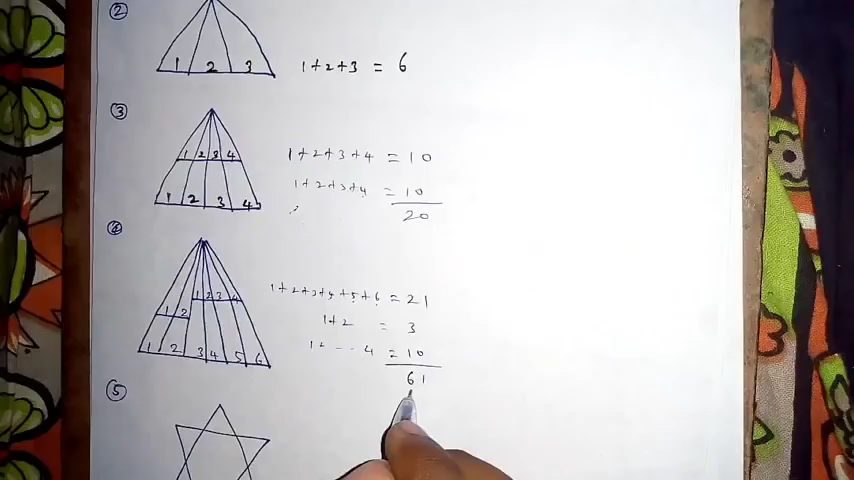 ②
1 2 3
1+2+3 = 6
③
1 2 3 4
1+2+3+4 = 10
1 2 3 4
1+2+3+4 = 10
20
④
1 2 3 4
1+2+3+4+5+6 = 21
1 2
1+2 = 3
1 2 3 4 5 6
1+ - - 4 = 10
61
⑤